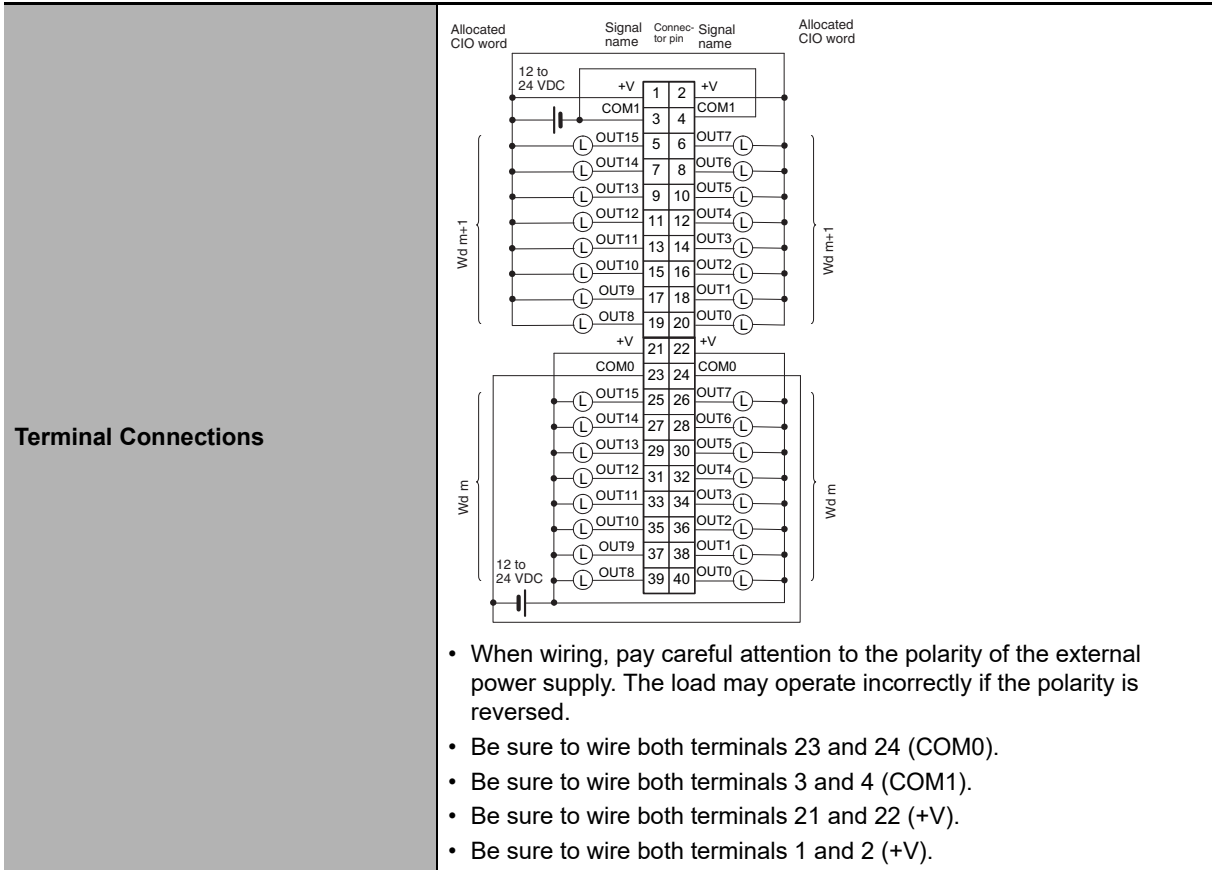 Terminal Connections
Allocated CIO word
Signal name
Connec-tor pin
Signal name
Allocated CIO word
12 to 24 VDC
+V 1 2 +V
COM1 3 4 COM1
L OUT15 5 6 OUT7 L
L OUT14 7 8 OUT6 L
L OUT13 9 10 OUT5 L
L OUT12 11 12 OUT4 L
L OUT11 13 14 OUT3 L
L OUT10 15 16 OUT2 L
L OUT9 17 18 OUT1 L
L OUT8 19 20 OUT0 L
Wd m+1
Wd m+1
+V 21 22 +V
COM0 23 24 COM0
L OUT15 25 26 OUT7 L
L OUT14 27 28 OUT6 L
L OUT13 29 30 OUT5 L
L OUT12 31 32 OUT4 L
L OUT11 33 34 OUT3 L
L OUT10 35 36 OUT2 L
L OUT9 37 38 OUT1 L
L OUT8 39 40 OUT0 L
Wd m
Wd m
12 to 24 VDC
• When wiring, pay careful attention to the polarity of the external
power supply. The load may operate incorrectly if the polarity is
reversed.
• Be sure to wire both terminals 23 and 24 (COM0).
• Be sure to wire both terminals 3 and 4 (COM1).
• Be sure to wire both terminals 21 and 22 (+V).
• Be sure to wire both terminals 1 and 2 (+V).